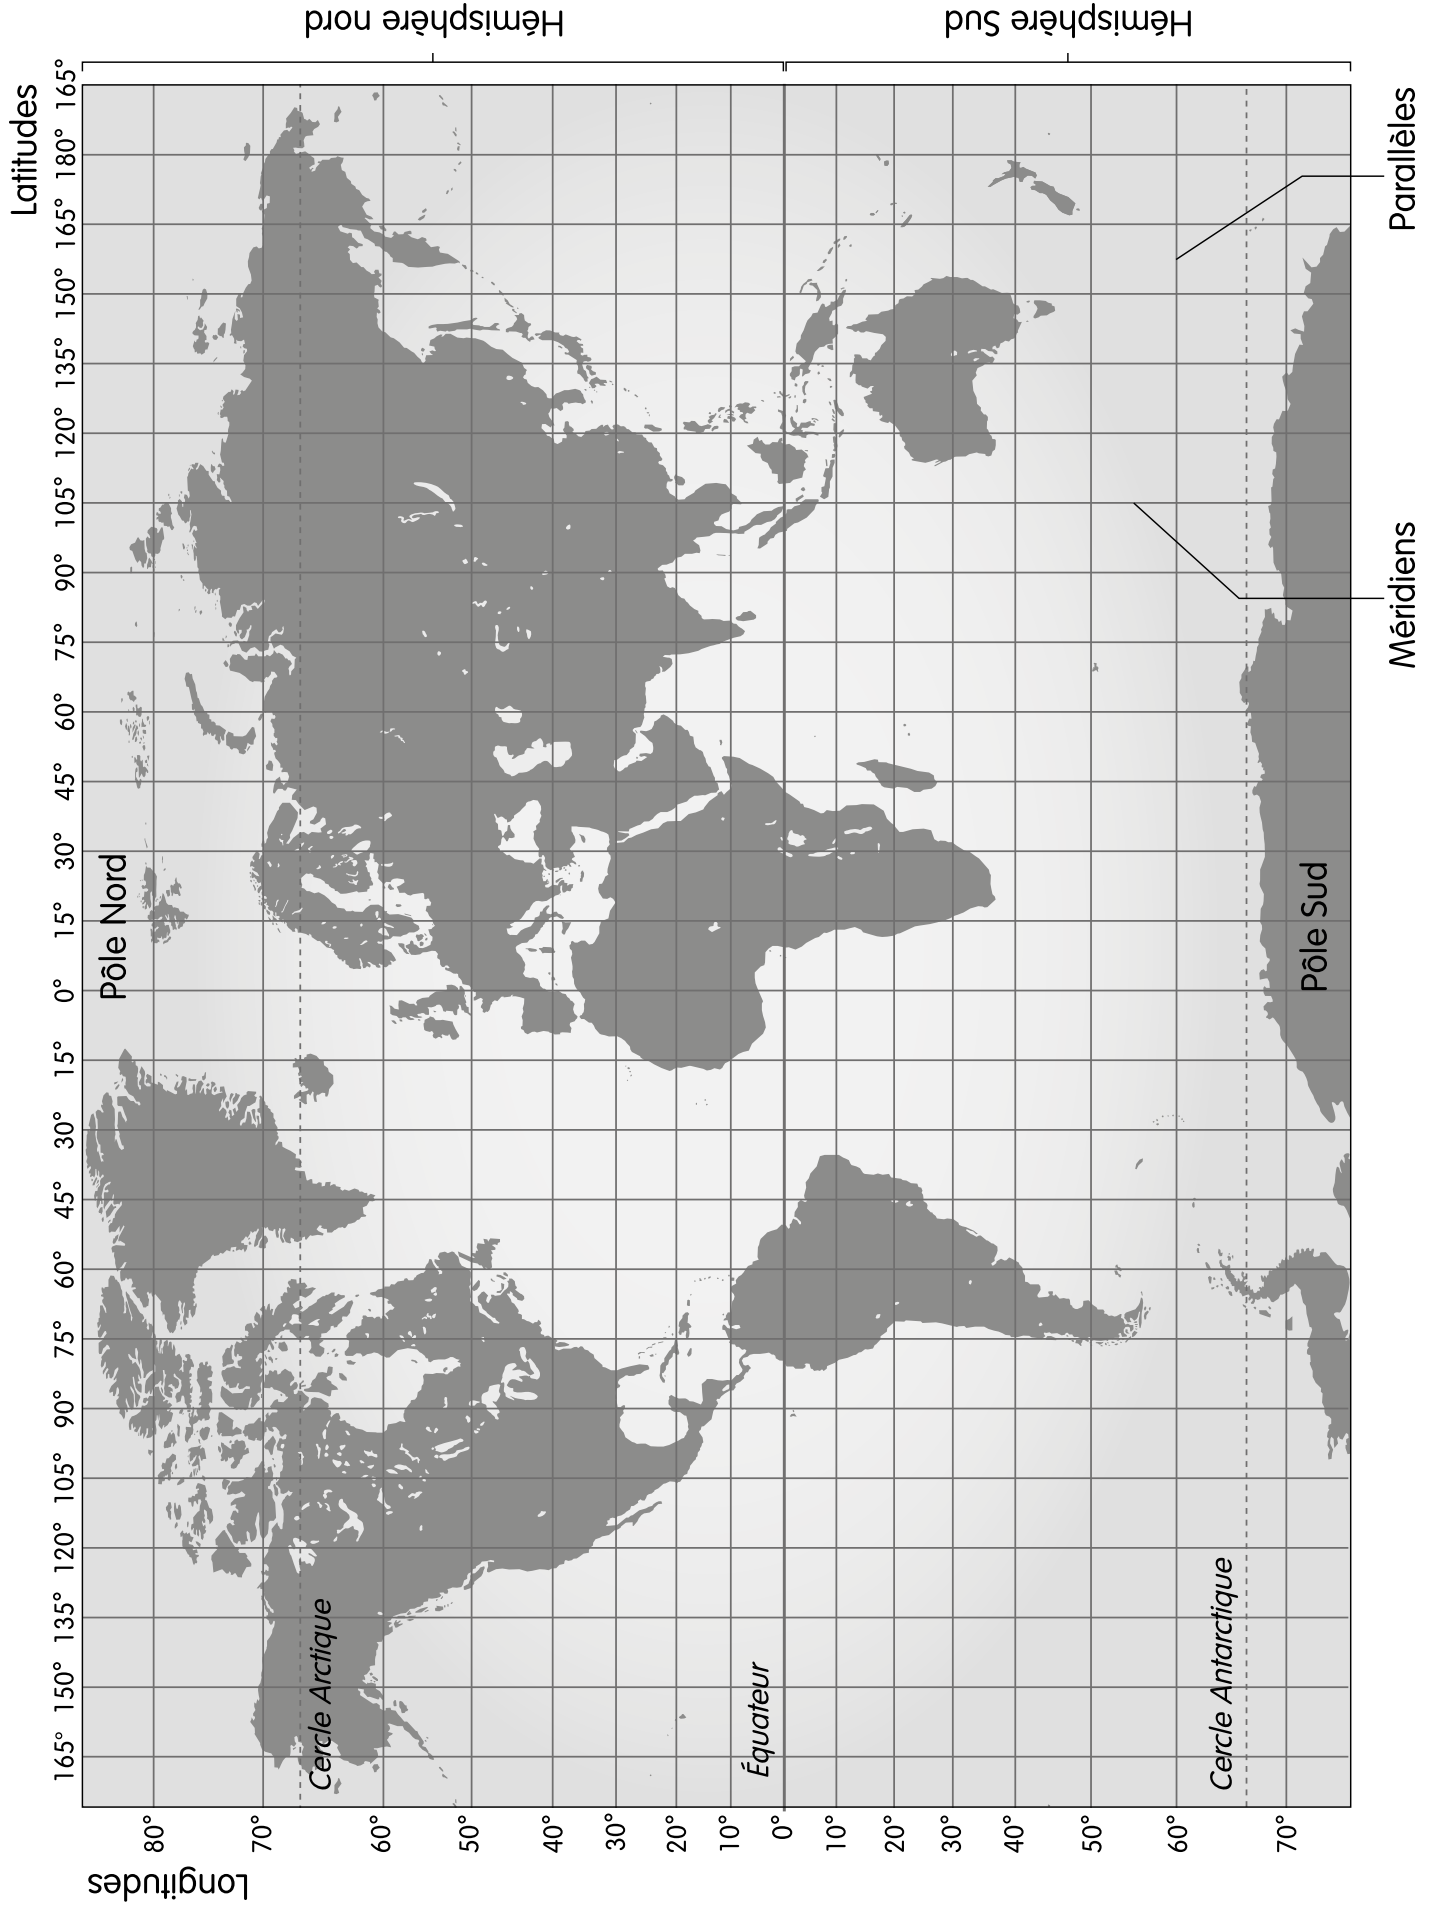 Latitudes
165° 150° 135° 120° 105° 90° 75° 60° 45° 30° 15° 0° 15° 30° 45° 60° 75° 90° 105° 120° 135° 150° 165° 180° 165°
Longitudes
Pôle Nord
80°
70°
Cercle Arctique
60°
50°
40°
30°
20°
10°
Équateur
0°
10°
20°
30°
40°
50°
60°
Cercle Antarctique
70°
Pôle Sud
Hémisphère nord
Hémisphère Sud
Méridiens
Parallèles